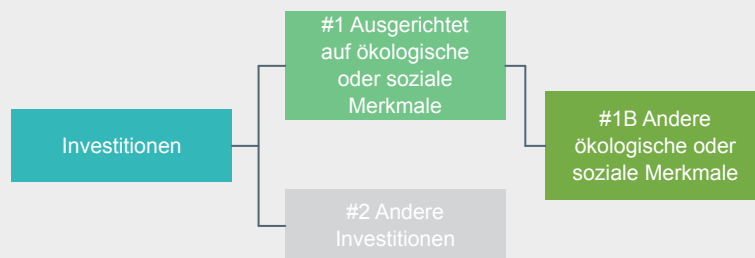 #1 Ausgerichtet
auf ökologische
oder soziale
Merkmale
Investitionen
#1B Andere
ökologische oder
soziale Merkmale
#2 Andere
Investitionen